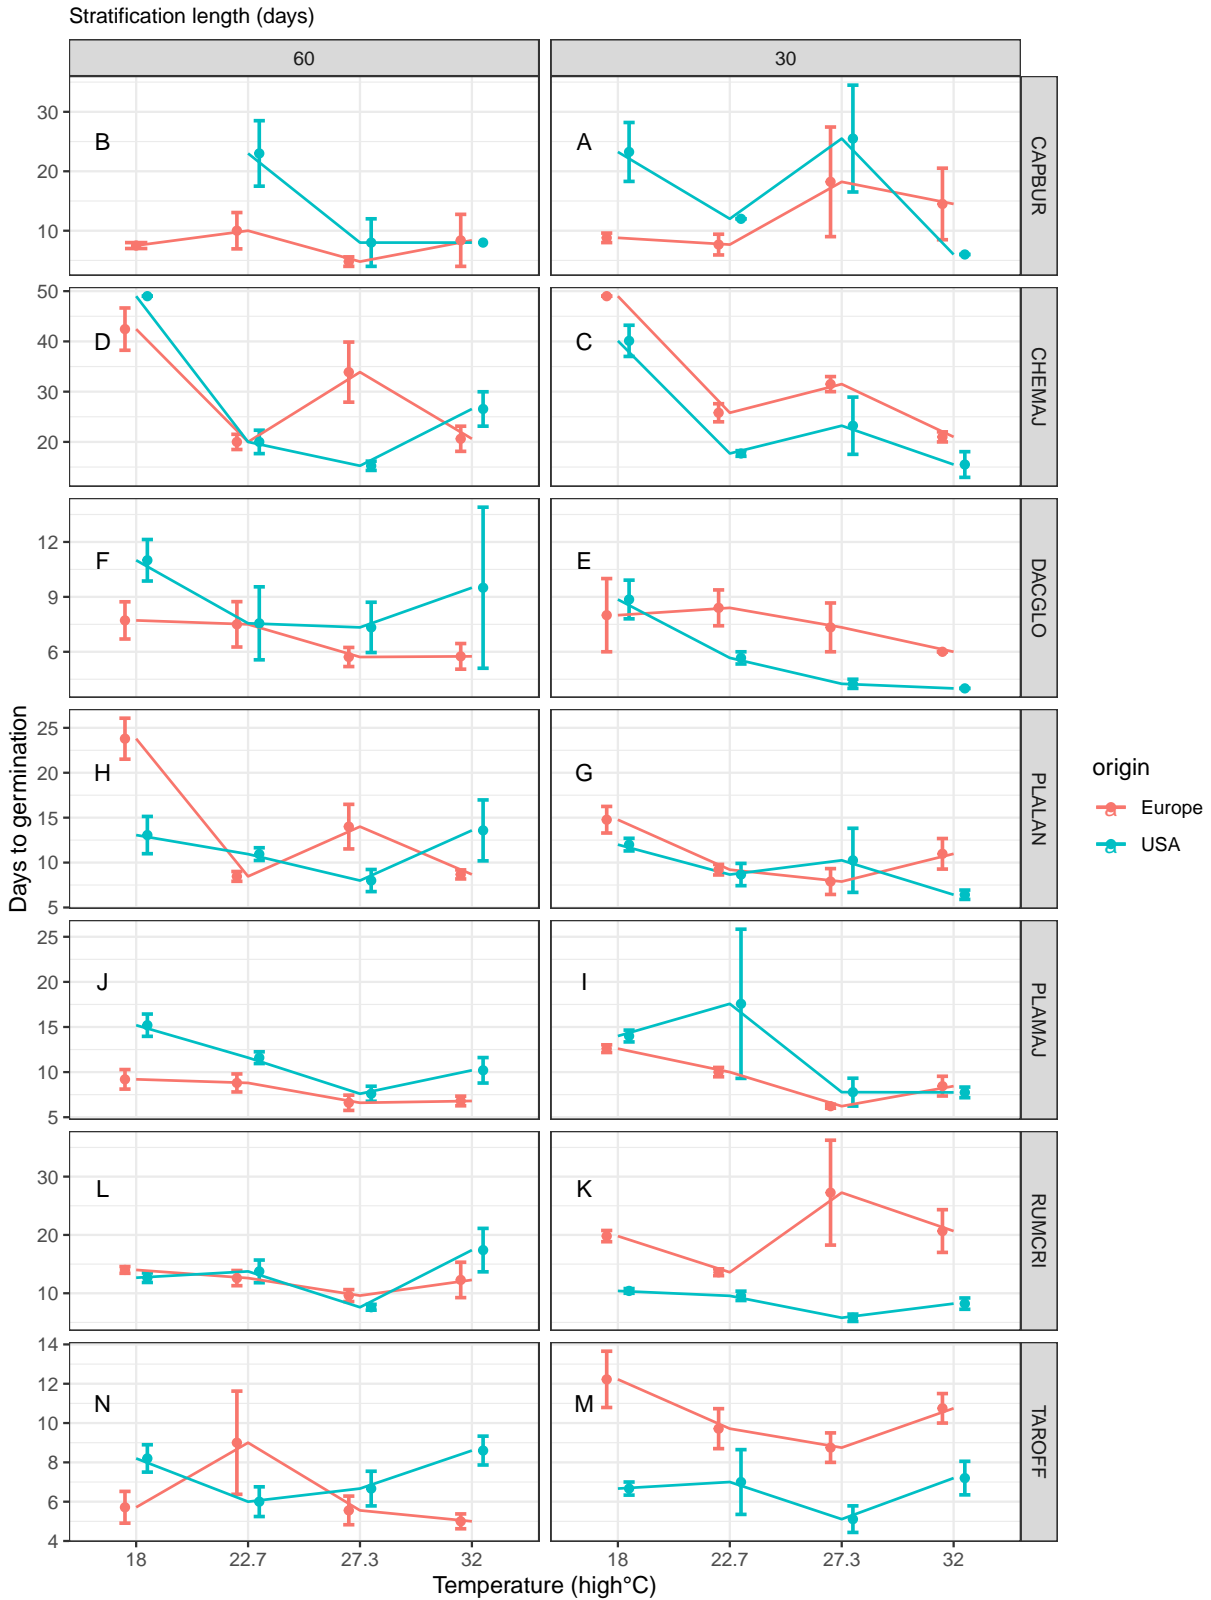 Stratification length (days)
60
30
30
20
10
B
A
CAPBUR
50
40
30
20
D
C
CHEMAJ
12
9
6
F
E
DACGLO
25
20
15
10
5
H
G
PLALAN
25
20
15
10
5
J
I
PLAMAJ
30
20
10
L
K
RUMCRI
14
12
10
8
6
4
N
M
TAROFF
18
22.7
27.3
32
18
22.7
27.3
32
Temperature (high°C)
Days to germination
origin
a Europe
a USA